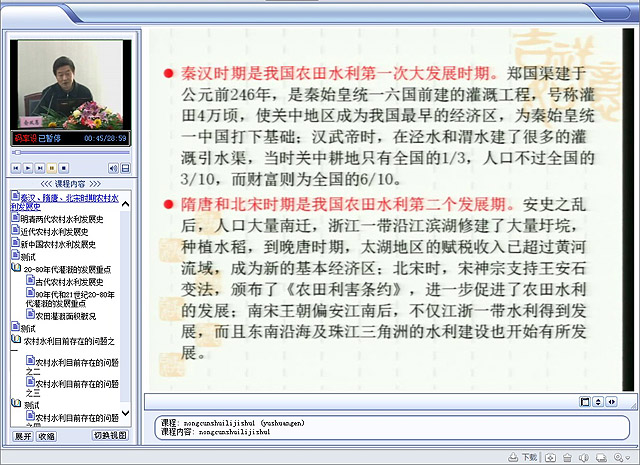 码率设 已暂停 00:45/28:59
<<< 课程内容 >>>
秦汉、隋唐、北宋时期农村水利发展史
明清两代农村水利发展史
近代农村水利发展史
新中国农村水利发展史
测试
20-80年代灌溉的发展重点
古代农村水利发展史
90年代和21世纪20-80年代灌溉的发展重点
农田灌溉面积概况
测试
农村水利目前存在的问题之一
农村水利目前存在的问题之二
农村水利目前存在的问题之三
测试
农村水利目前存在的问题之四
展开 收缩 切换视图
● 秦汉时期是我国农田水利第一次大发展时期。郑国渠建于
公元前246年，是秦始皇统一六国前建的灌溉工程，号称灌
田4万顷，使关中地区成为我国最早的经济区，为秦始皇统
一中国打下基础；汉武帝时，在泾水和渭水建了很多的灌
溉引水渠，当时关中耕地只有全国的1/3，人口不过全国的
3/10，而财富则为全国的6/10。
● 隋唐和北宋时期是我国农田水利第二个发展期。安史之乱
后，人口大量南迁，浙江一带沿江滨湖修建了大量圩垸，
种植水稻，到晚唐时期，太湖地区的赋税收入已超过黄河
流域，成为新的基本经济区；北宋时，宋神宗支持王安石
变法，颁布了《农田利害条约》，进一步促进了农田水利
的发展；南宋王朝偏安江南后，不仅江浙一带水利得到发
展，而且东南沿海及珠江三角洲的水利建设也开始有所发
展。
课程: nongcunshuilijishui (yushuangen)
课程内容: nongcunshuilijishui
下载